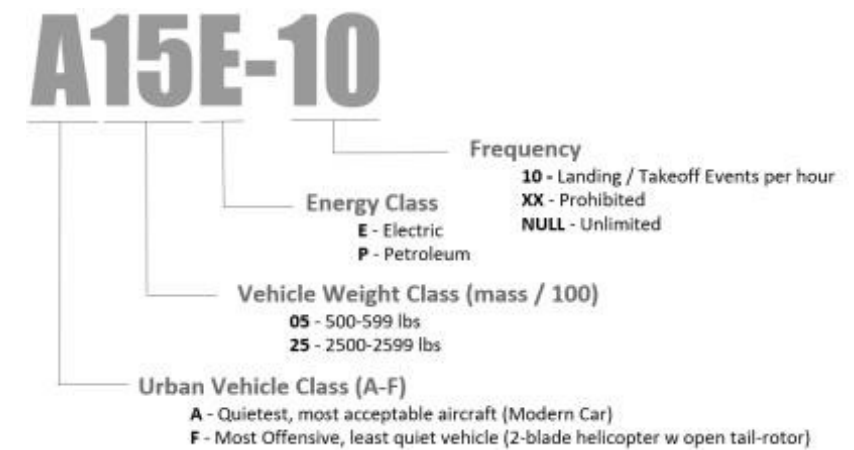 A15E-10
Frequency
10 - Landing / Takeoff Events per hour
XX - Prohibited
NULL - Unlimited
Energy Class
E - Electric
P - Petroleum
Vehicle Weight Class (mass / 100)
05 - 500-599 lbs
25 - 2500-2599 lbs
Urban Vehicle Class (A-F)
A - Quietest, most acceptable aircraft (Modern Car)
F - Most Offensive, least quiet vehicle (2-blade helicopter w open tail-rotor)